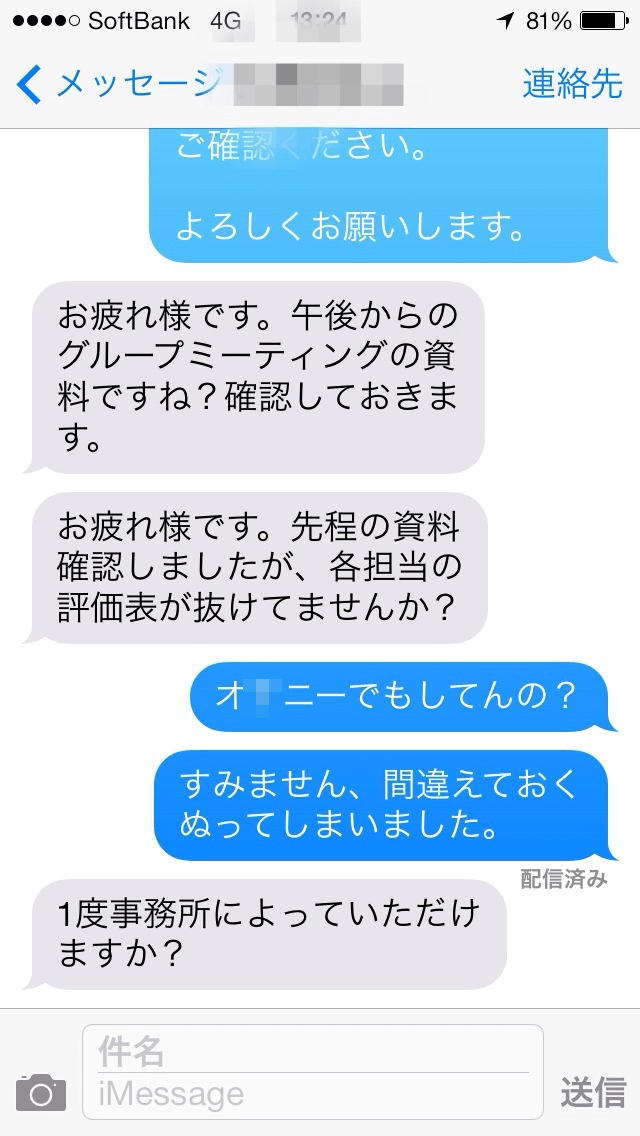 SoftBank 4G 13:24 81%
メッセージ 連絡先
ご確認ください。
よろしくお願いします。
お疲れ様です。午後からの
グループミーティングの資
料ですね？確認しておきま
す。
お疲れ様です。先程の資料
確認しましたが、各担当の
評価表が抜けてませんか？
オ ニーでもしてんの？
すみません、間違えておく
ぬってしまいました。
配信済み
1度事務所によっていただけ
ますか？
件名
iMessage
送信